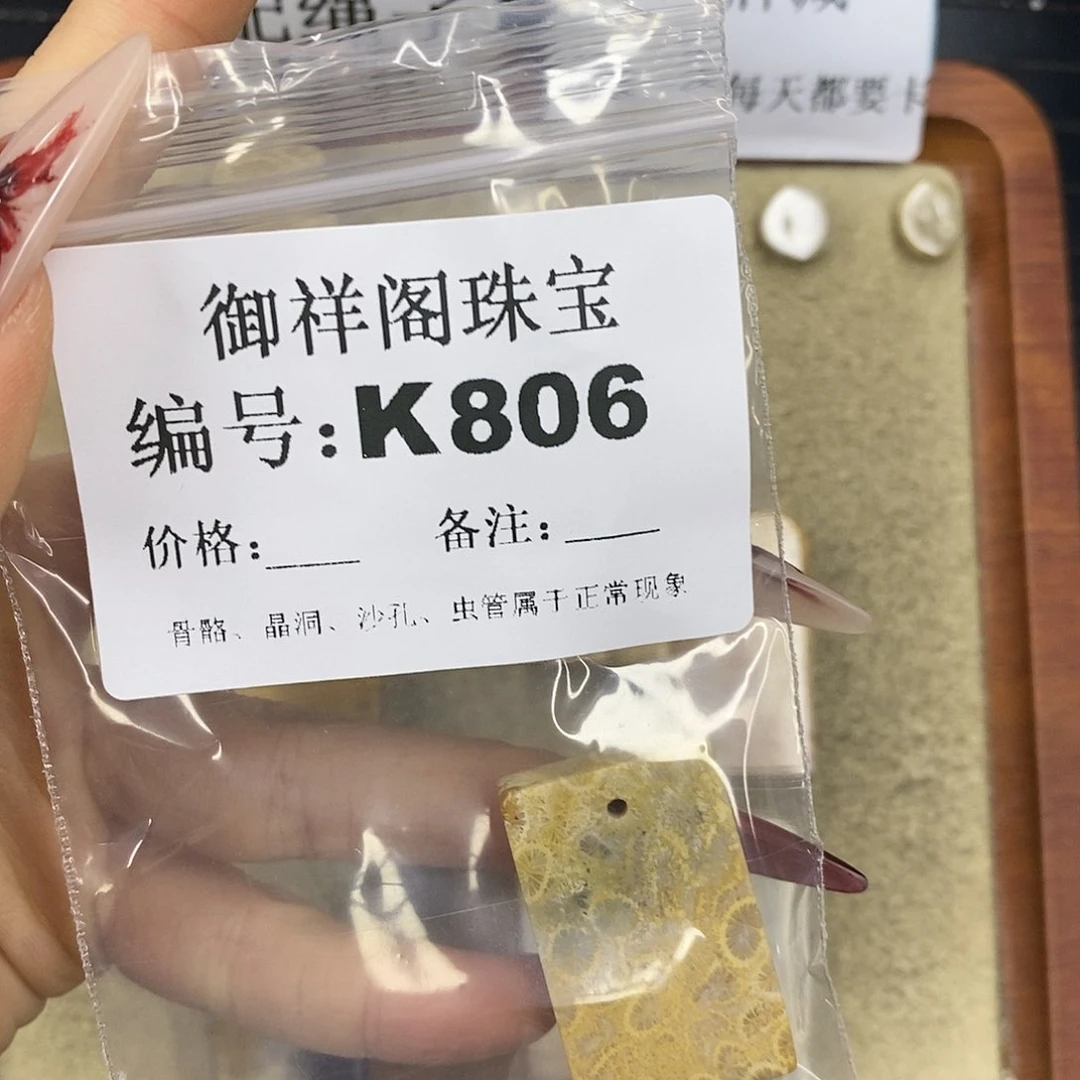 每天都要卡
御祥阁珠宝
编号:K806
价格:____ 备注:____
骨骼、晶洞、沙孔、虫管属于正常现象